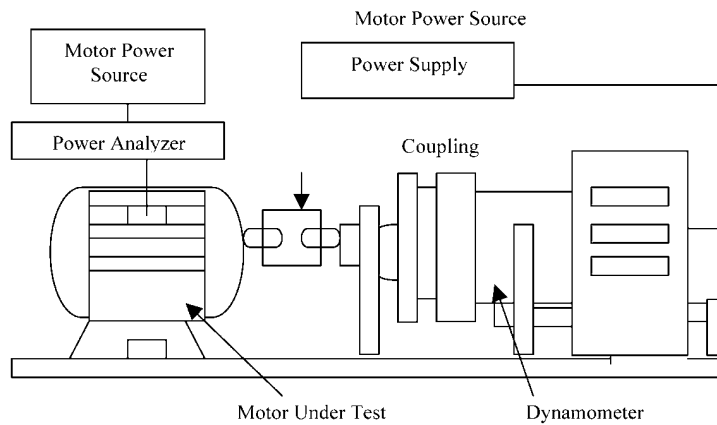 Motor Power Source
Motor Power
Source
Power Supply
Power Analyzer
Coupling
Motor Under Test
Dynamometer